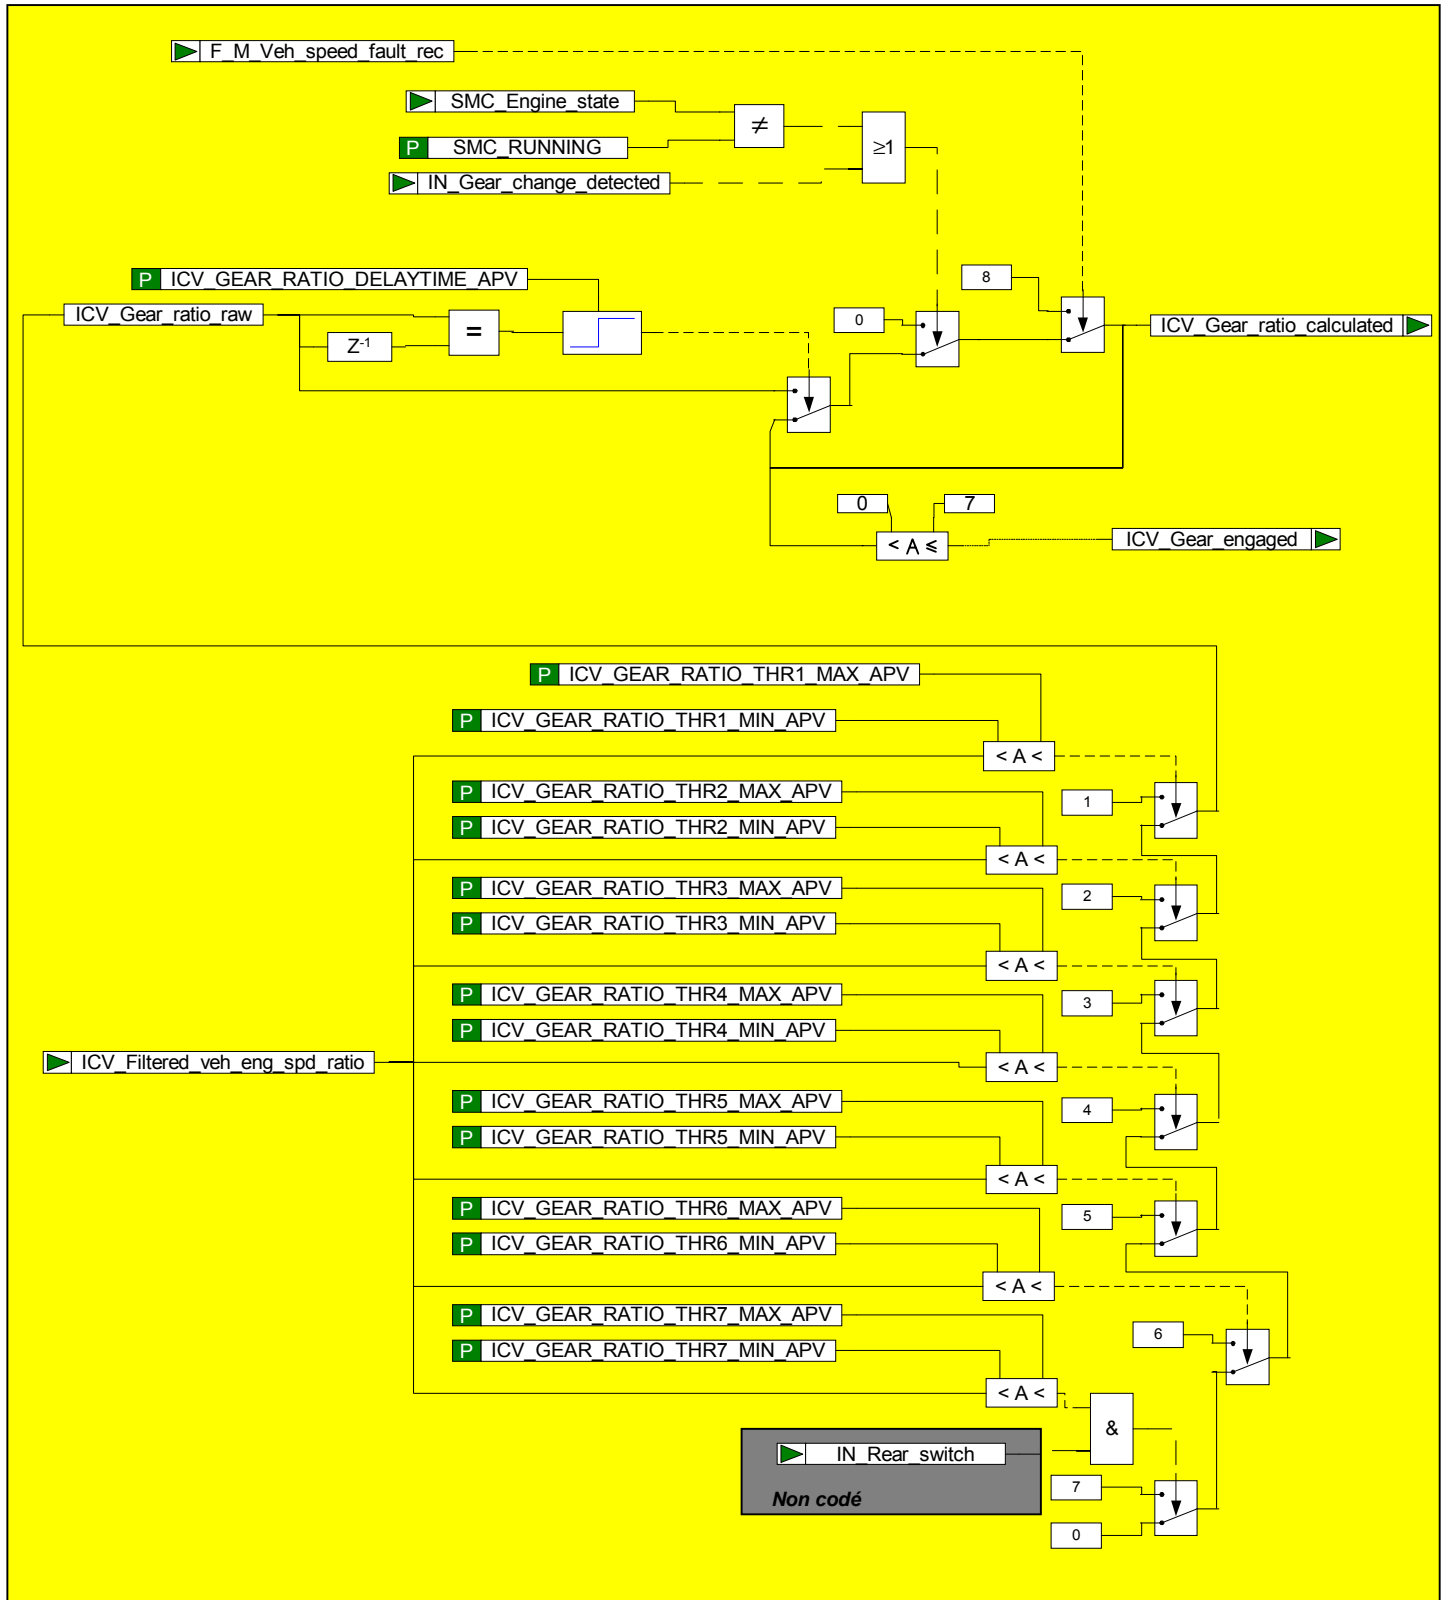 F_M_Veh_speed_fault_rec
SMC_Engine_state
≠
P SMC_RUNNING
≥1
IN_Gear_change_detected
P ICV_GEAR_RATIO_DELAYTIME_APV
8
ICV_Gear_ratio_raw
=
0
ICV_Gear_ratio_calculated
Z-1
0
7
< A ≤
ICV_Gear_engaged
P ICV_GEAR_RATIO_THR1_MAX_APV
P ICV_GEAR_RATIO_THR1_MIN_APV
< A <
P ICV_GEAR_RATIO_THR2_MAX_APV
1
P ICV_GEAR_RATIO_THR2_MIN_APV
< A <
P ICV_GEAR_RATIO_THR3_MAX_APV
2
P ICV_GEAR_RATIO_THR3_MIN_APV
< A <
P ICV_GEAR_RATIO_THR4_MAX_APV
3
P ICV_GEAR_RATIO_THR4_MIN_APV
ICV_Filtered_veh_eng_spd_ratio
< A <
P ICV_GEAR_RATIO_THR5_MAX_APV
4
P ICV_GEAR_RATIO_THR5_MIN_APV
< A <
P ICV_GEAR_RATIO_THR6_MAX_APV
5
P ICV_GEAR_RATIO_THR6_MIN_APV
< A <
P ICV_GEAR_RATIO_THR7_MAX_APV
6
P ICV_GEAR_RATIO_THR7_MIN_APV
< A <
&
IN_Rear_switch
7
Non codé
0